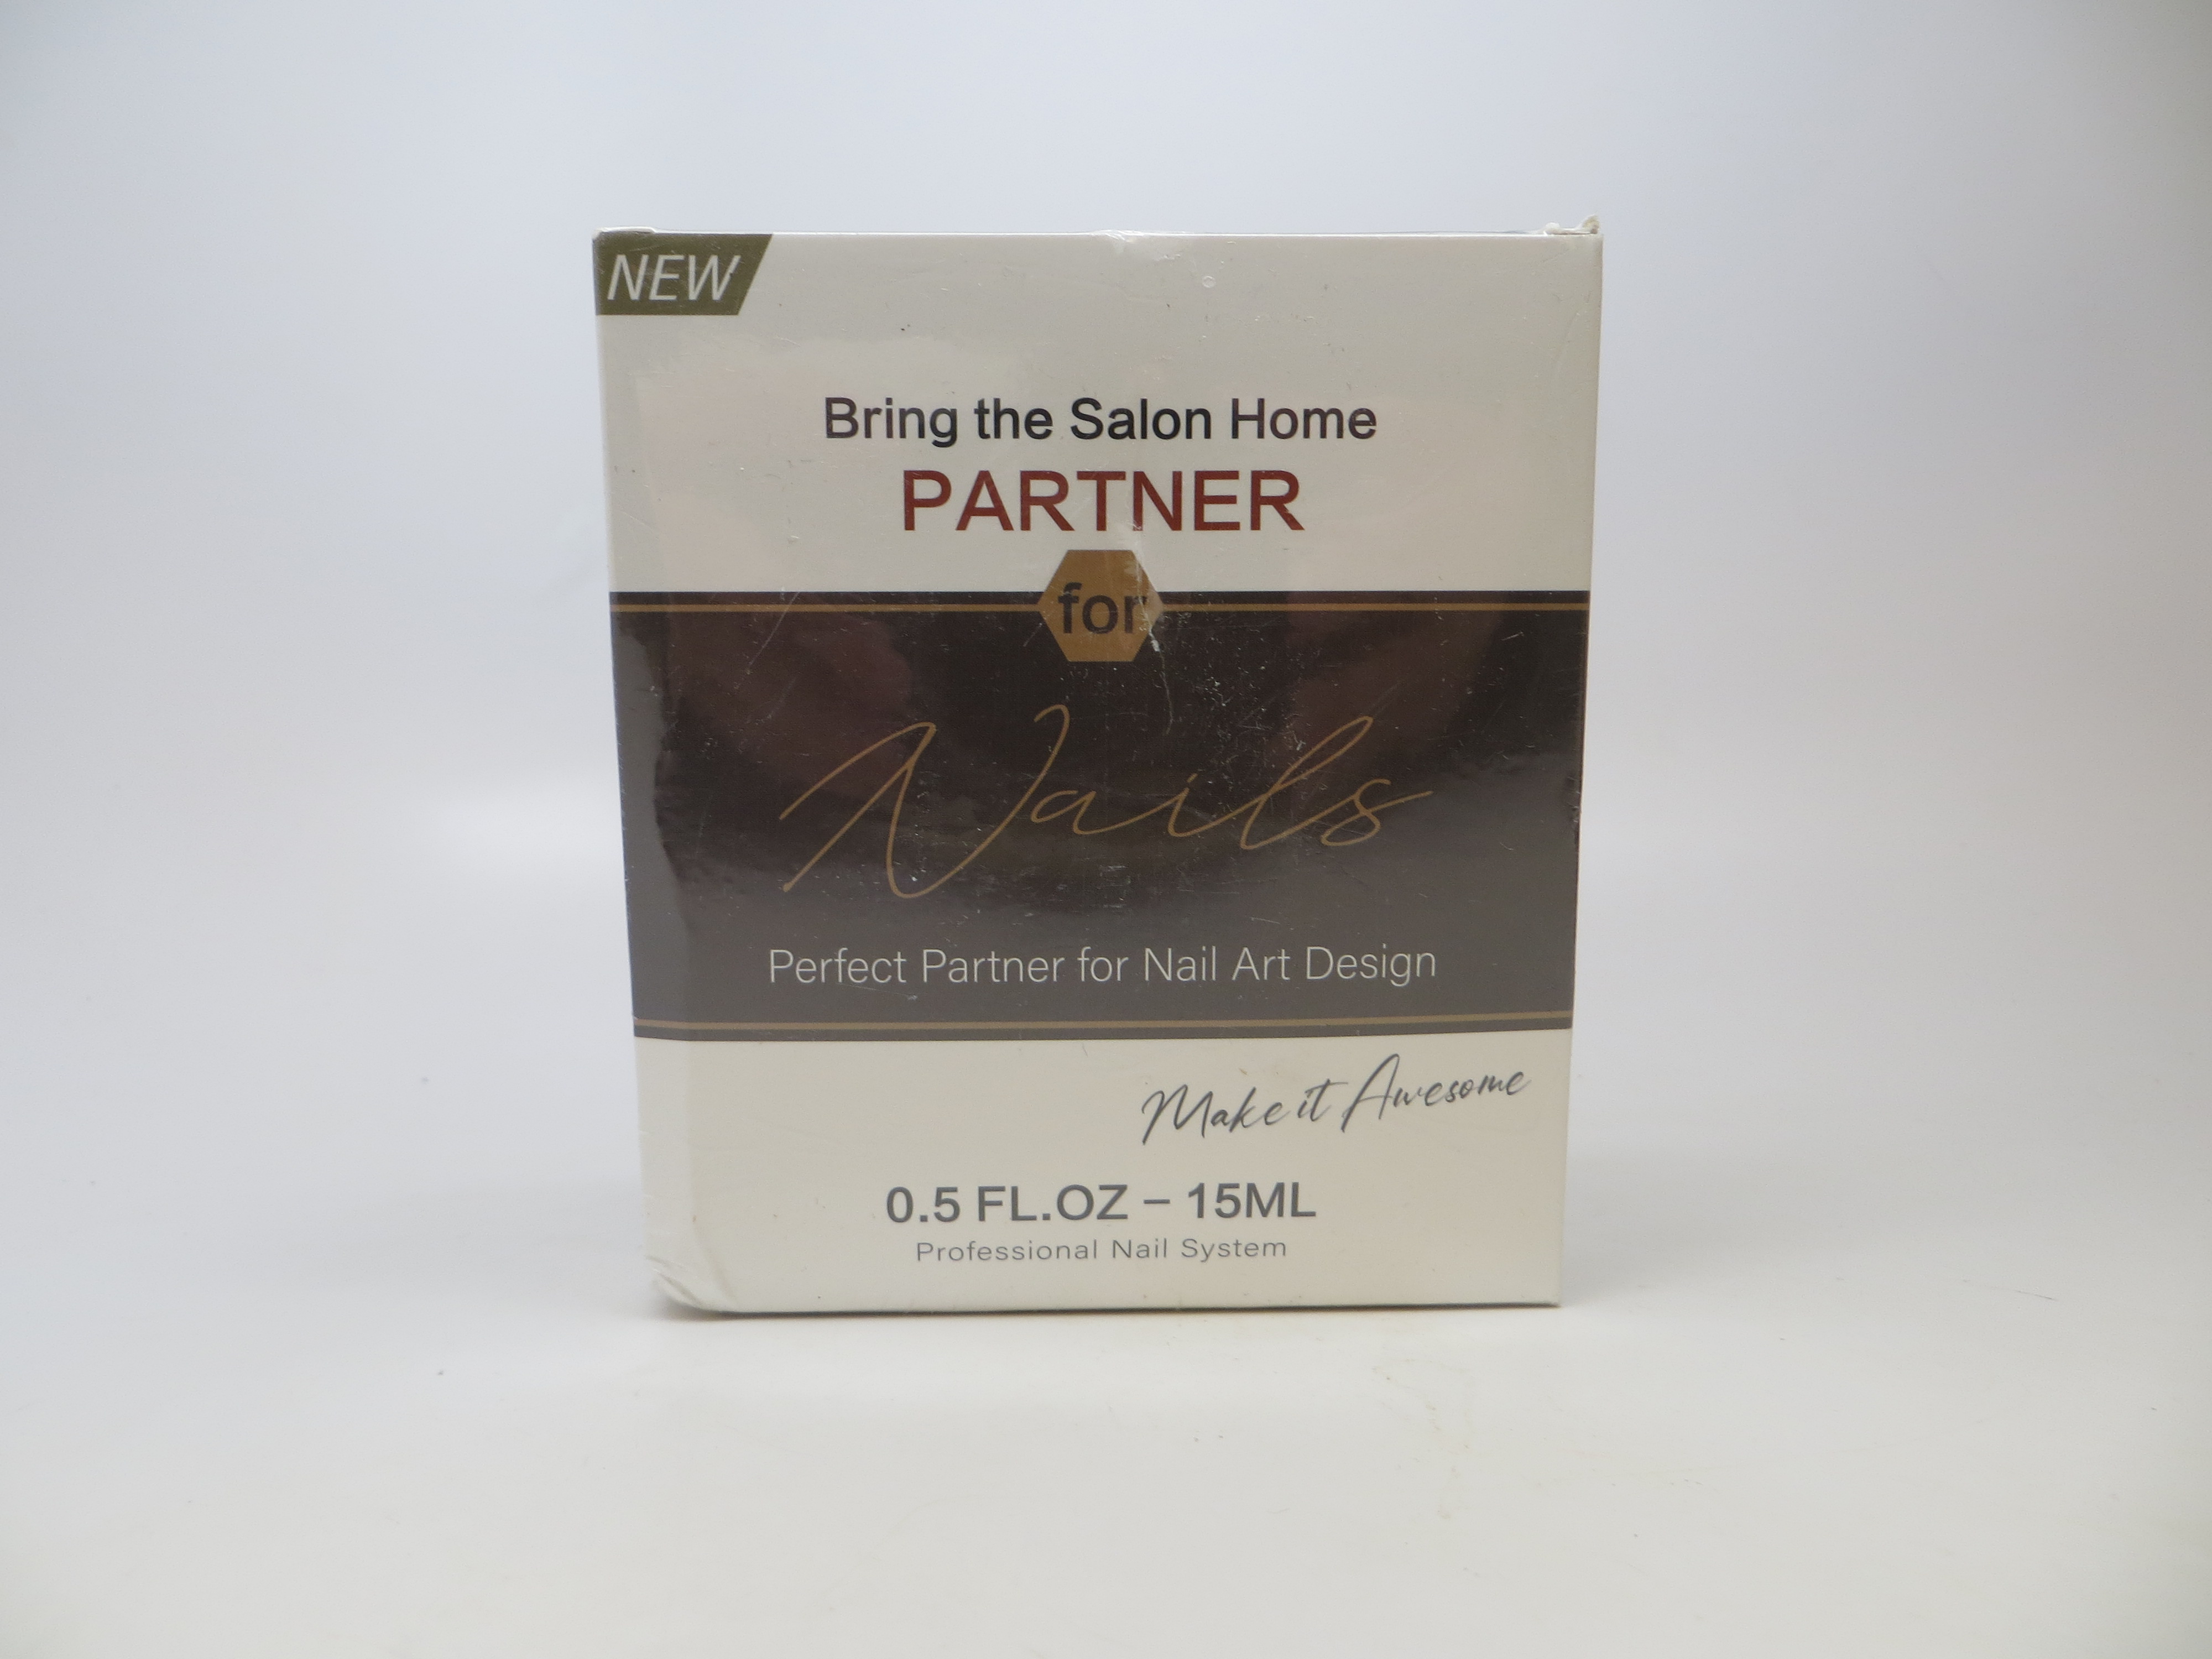 NEW
Bring the Salon Home
PARTNER
for
Nails
Perfect Partner for Nail Art Design
Make it Awesome
0.5 FL.OZ – 15ML
Professional Nail System